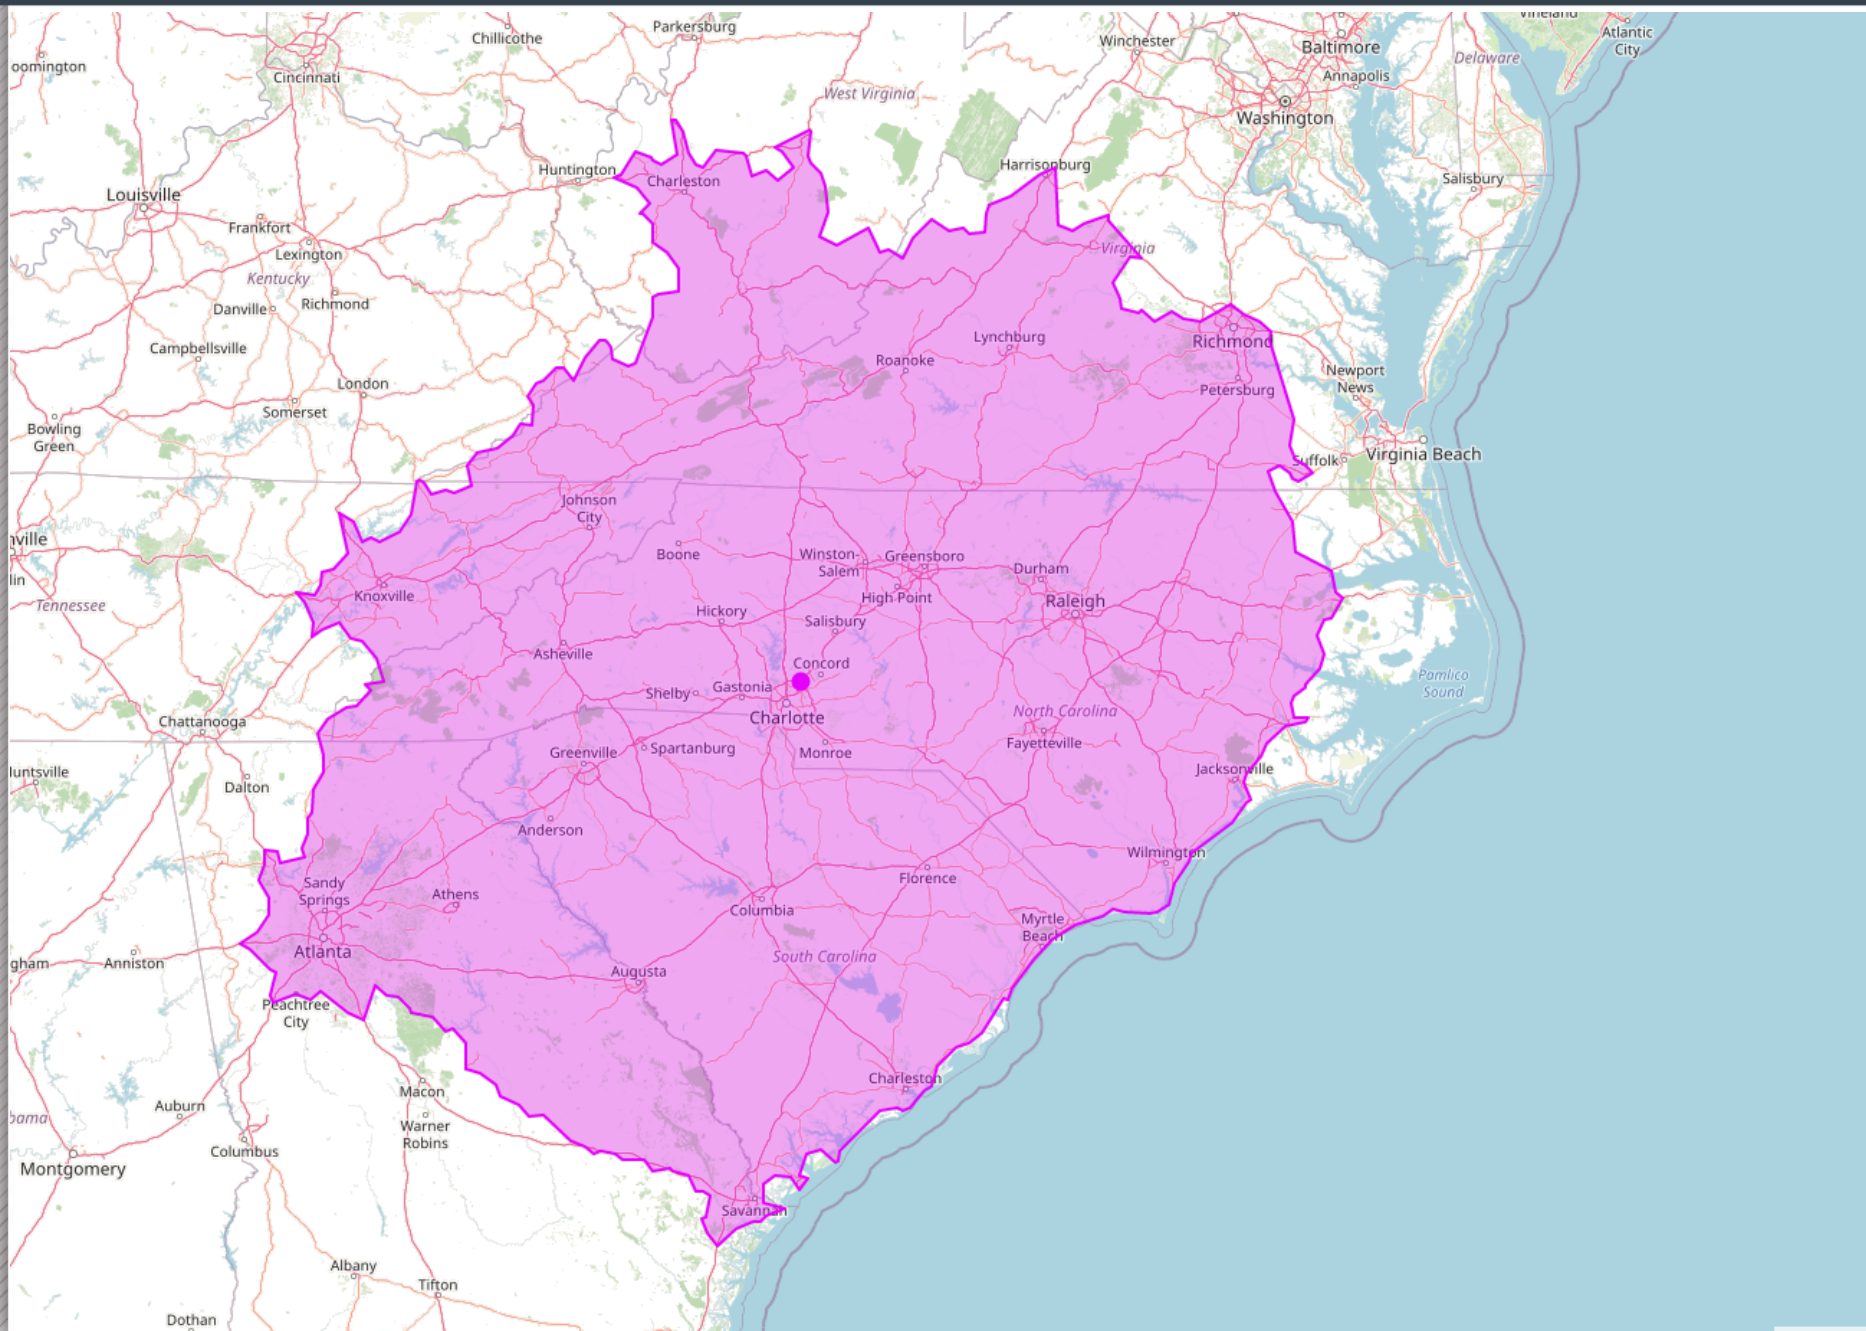 Vineland
Atlantic
City
Parkersburg
Chillicothe
Winchester
Baltimore
Delaware
oomington
Cincinnati
Annapolis
West Virginia
Washington
Huntington
Harrisonburg
Charleston
Salisbury
Louisville
Frankfort
Lexington
Virginia
Kentucky
Danville
Richmond
Campbellsville
Lynchburg
Richmond
Roanoke
Newport
News
London
Petersburg
Somerset
Bowling
Green
Suffolk
Virginia Beach
Johnson
City
ville
lin
Boone
Winston-
Salem
Greensboro
Durham
Knoxville
High Point
Raleigh
Tennessee
Hickory
Salisbury
Asheville
Concord
Pamlico
Sound
Shelby
Gastonia
Chattanooga
Charlotte
North Carolina
Greenville
Spartanburg
Monroe
Fayetteville
untsville
Jacksonville
Dalton
Anderson
Wilmington
Sandy
Springs
Athens
Florence
Columbia
Myrtle
Beach
Atlanta
gham
Anniston
South Carolina
Augusta
Peachtree
City
Charleston
Macon
Auburn
bama
Warner
Robins
Columbus
Montgomery
Savannah
Albany
Tifton
Dothan